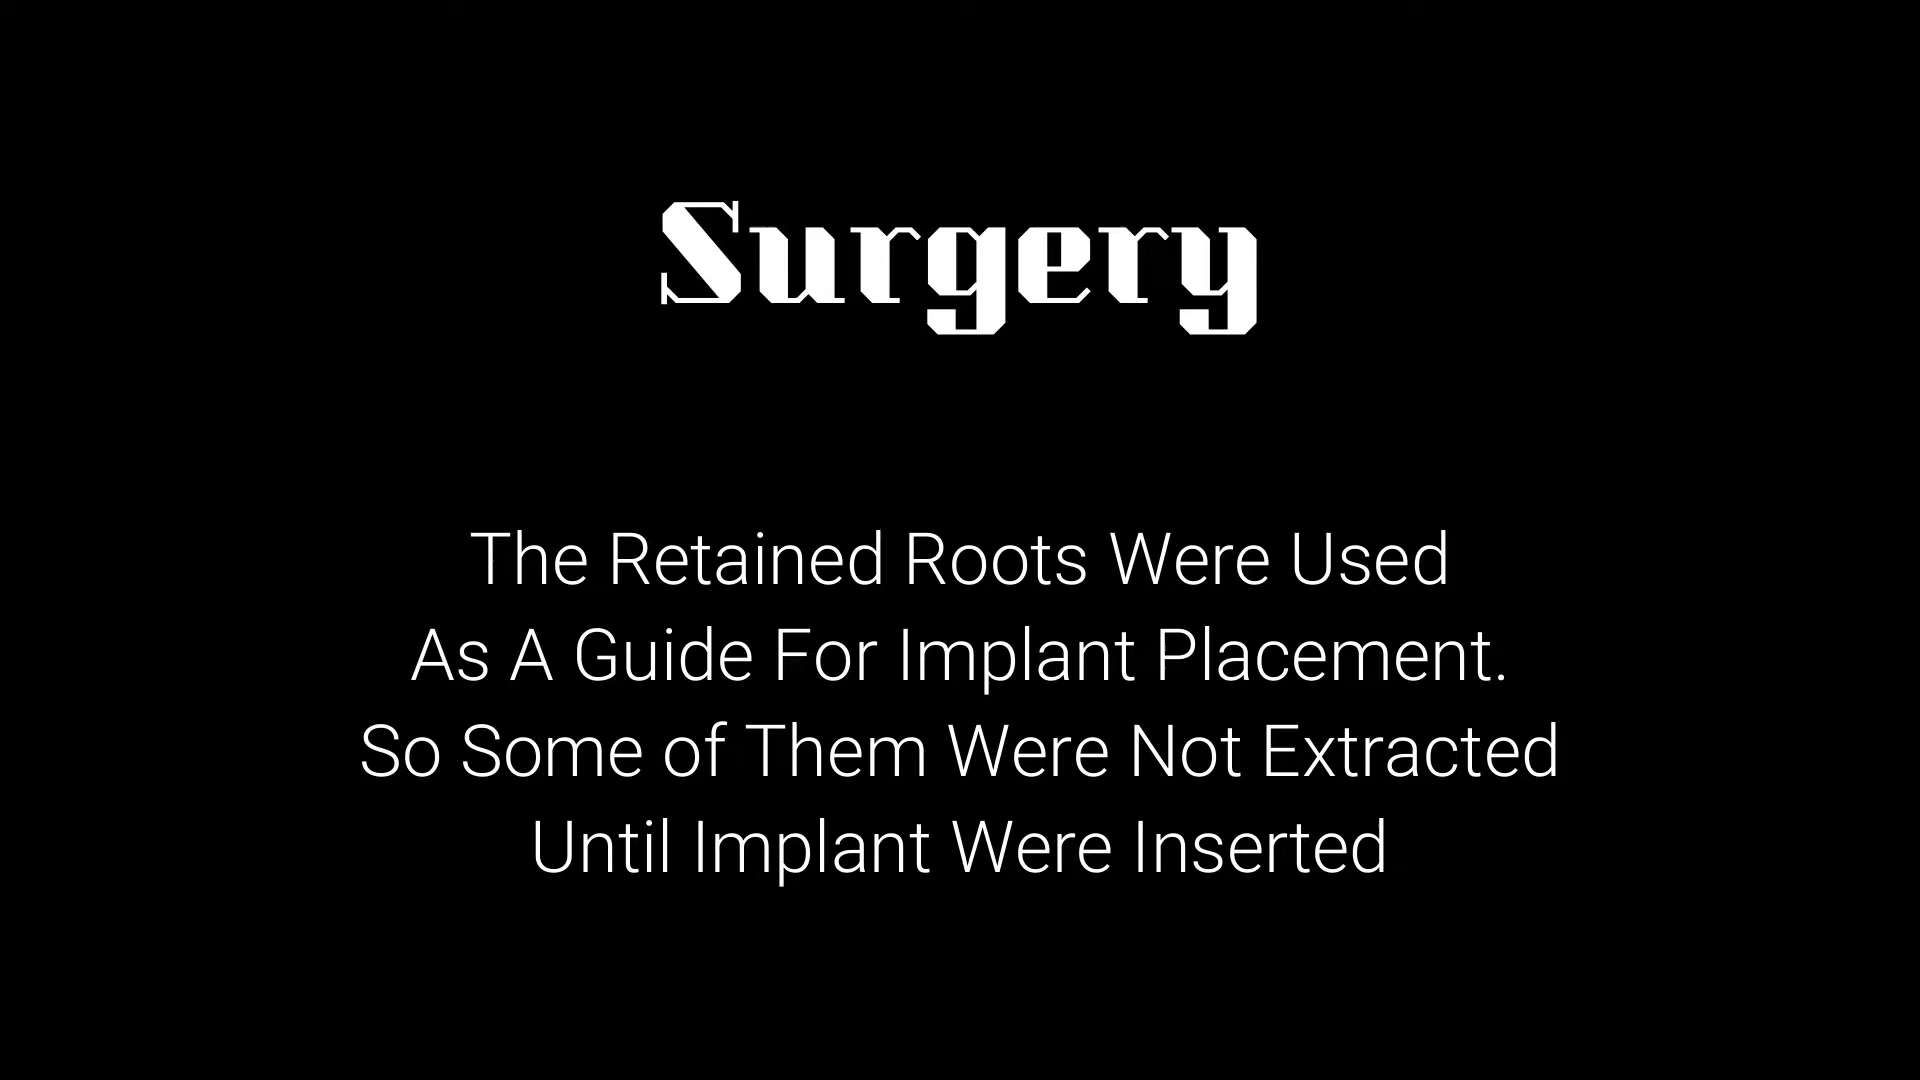 Surgery
The Retained Roots Were Used
As A Guide For Implant Placement.
So Some of Them Were Not Extracted
Until Implant Were Inserted